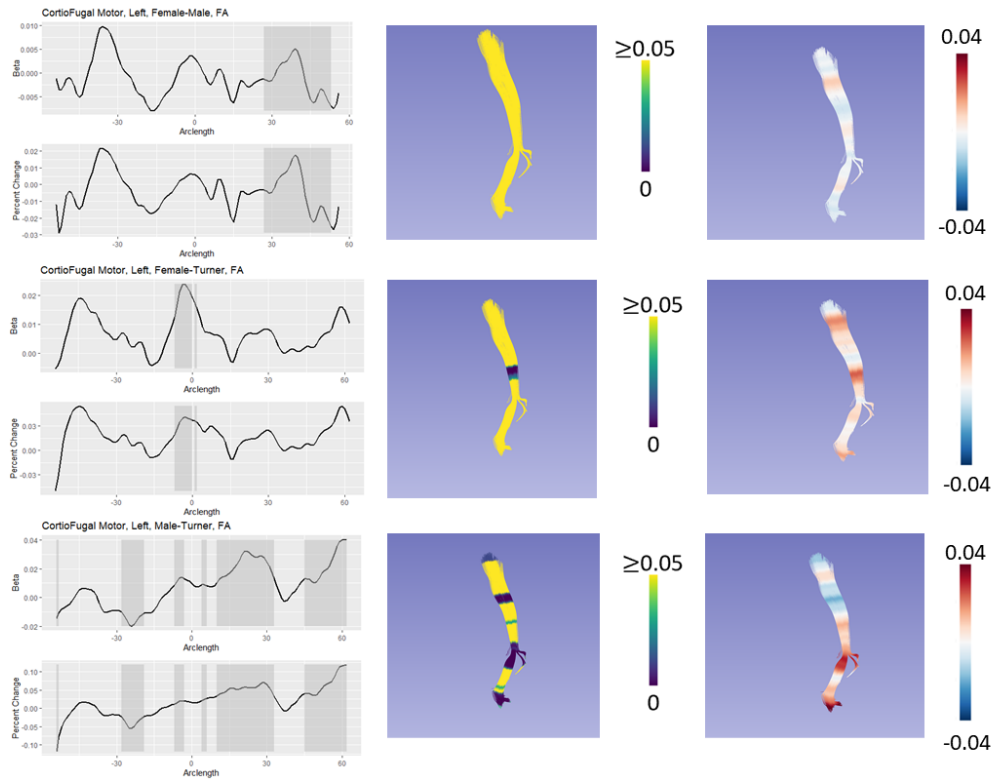 CortioFugal Motor, Left, Female-Male, FA
Beta
0.010
0.005
0.000
-0.005
-30 0 30 60
Arclength
Percent Change
0.02
0.01
0.00
-0.01
-0.02
-0.03
-30 0 30 60
Arclength
≥0.05
0
0.04
-0.04
CortioFugal Motor, Left, Female-Turner, FA
Beta
0.02
0.01
0.00
-30 0 30 60
Arclength
Percent Change
0.03
0.00
-0.03
-30 0 30 60
Arclength
≥0.05
0
0.04
-0.04
CortioFugal Motor, Left, Male-Turner, FA
Beta
0.04
0.02
0.00
-0.02
-30 0 30 60
Arclength
Percent Change
0.10
0.05
0.00
-0.05
-0.10
-30 0 30 60
Arclength
≥0.05
0
0.04
-0.04